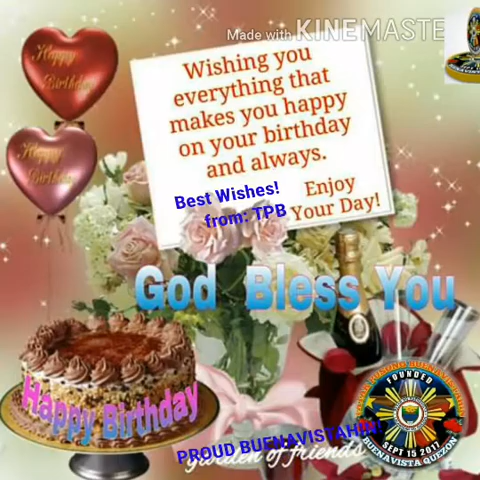 Made with KINEMASTE
Happy
Birthday
Happy
Birthday
Wishing you
everything that
makes you happy
on your birthday
and always.
Enjoy
Your Day!
Best Wishes!
from: TPB
God Bless You
Happy Birthday
PROUD BUENAVISTAHIN!
garden of friends
FOUNDED
SEPT 15 2017
BUENAVISTA QUEZON